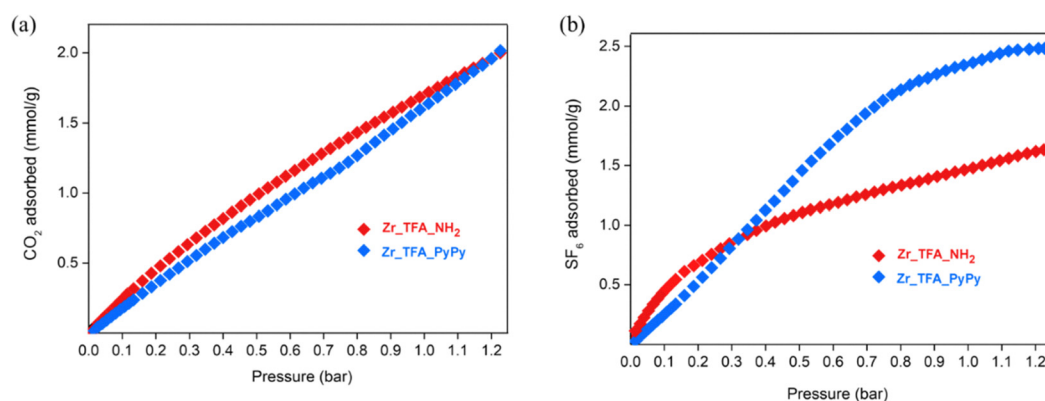 (a)
CO₂ adsorbed (mmol/g)
2.0
1.5
1.0
0.5
Zr_TFA_NH₂
Zr_TFA_PyPy
0.0 0.1 0.2 0.3 0.4 0.5 0.6 0.7 0.8 0.9 1.0 1.1 1.2
Pressure (bar)
(b)
SF₆ adsorbed (mmol/g)
2.5
2.0
1.5
1.0
0.5
0.0
Zr_TFA_NH₂
Zr_TFA_PyPy
0.0 0.1 0.2 0.3 0.4 0.5 0.6 0.7 0.8 0.9 1.0 1.1 1.2
Pressure (bar)